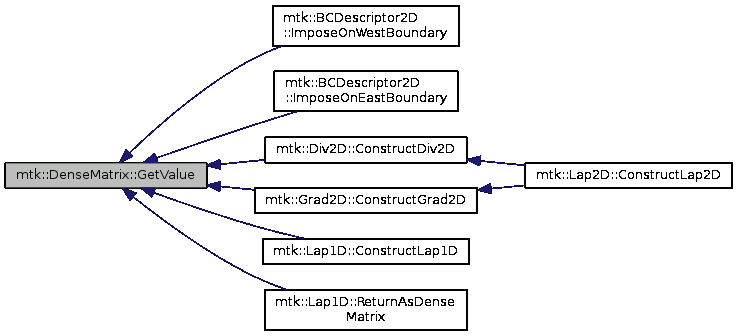 mtk::BCDescriptor2D
::ImposeOnWestBoundary
mtk::BCDescriptor2D
::ImposeOnEastBoundary
mtk::Div2D::ConstructDiv2D
mtk::DenseMatrix::GetValue
mtk::Lap2D::ConstructLap2D
mtk::Grad2D::ConstructGrad2D
mtk::Lap1D::ConstructLap1D
mtk::Lap1D::ReturnAsDense
Matrix